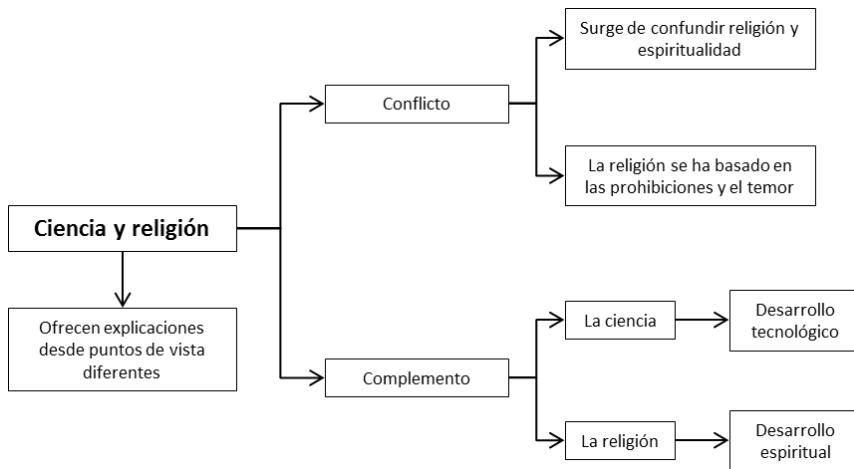 Ciencia y religión
Ofrecen explicaciones
desde puntos de vista
diferentes
Conflicto
Surge de confundir religión y
espiritualidad
La religión se ha basado en
las prohibiciones y el temor
Complemento
La ciencia
Desarrollo
tecnológico
La religión
Desarrollo
espiritual